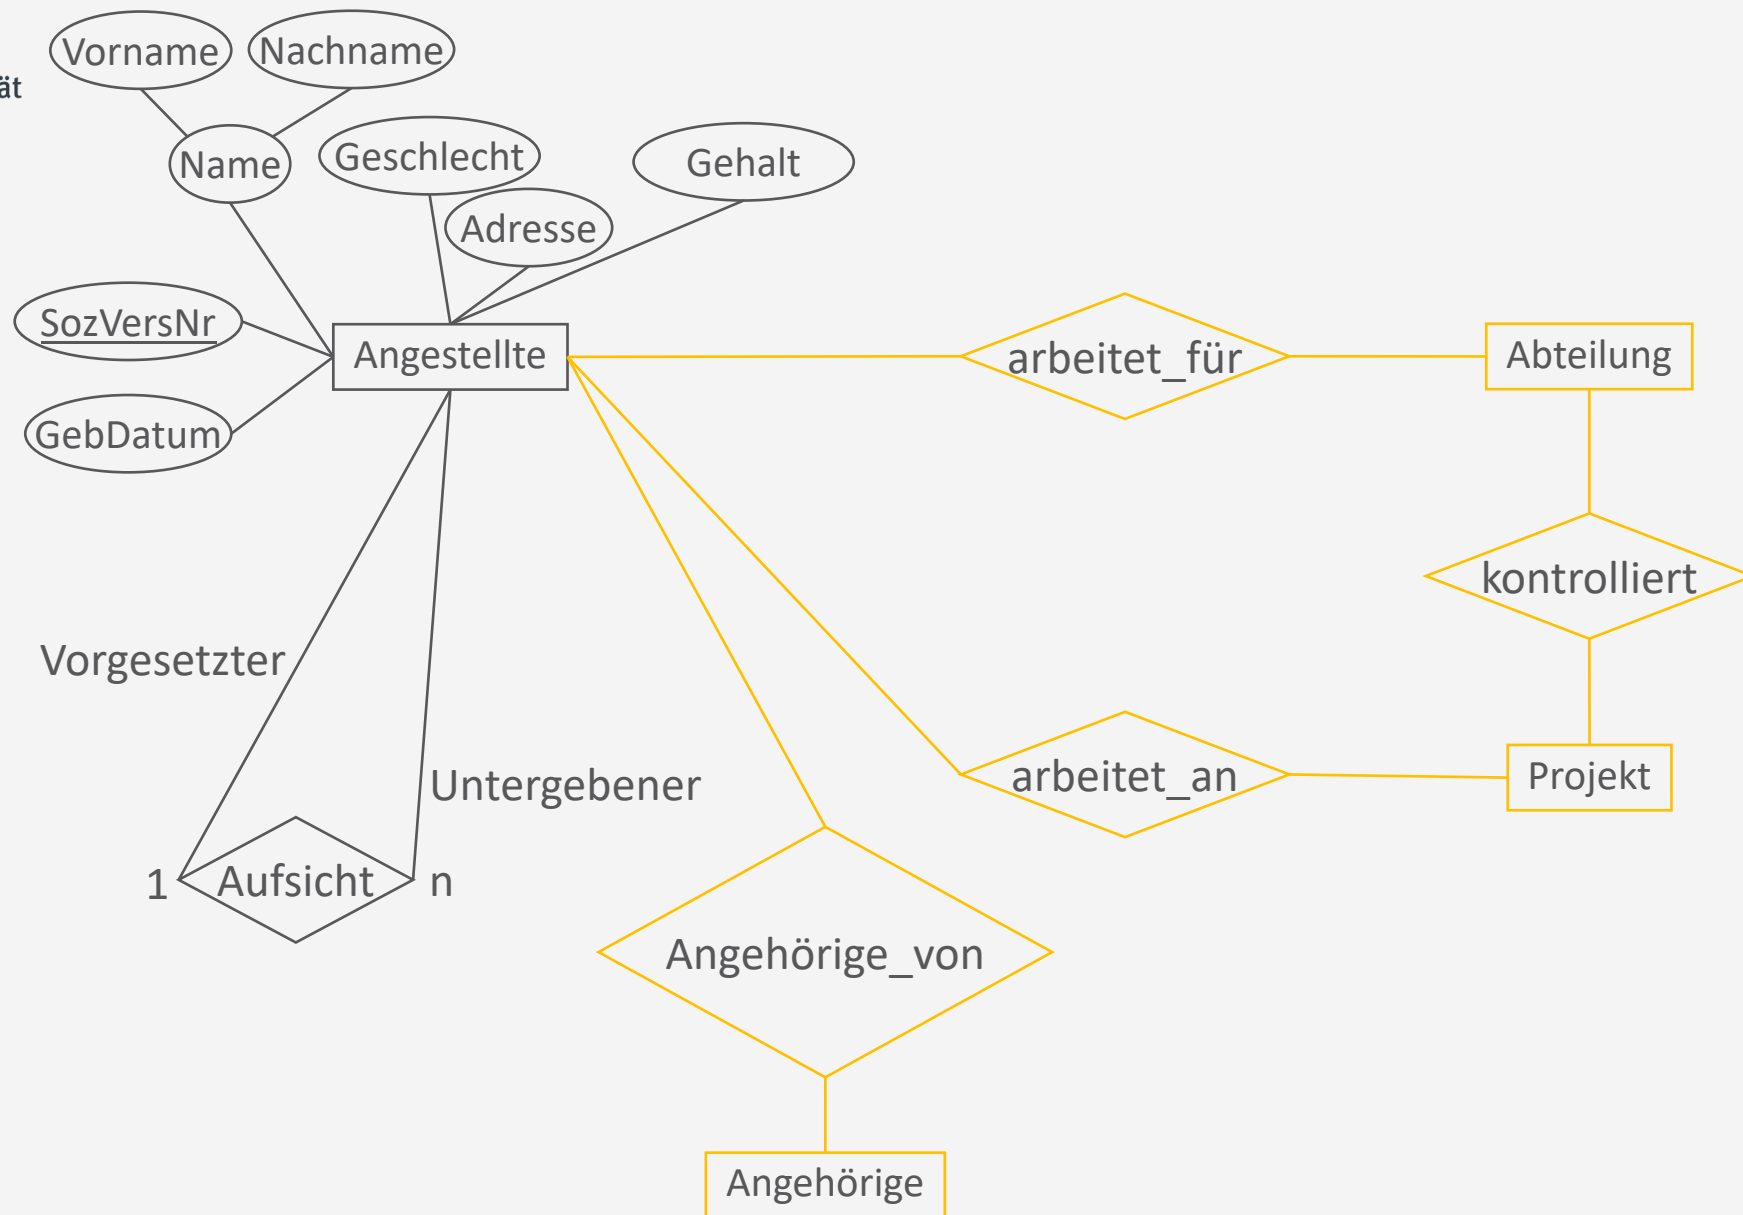 Vorname
Nachname
ät
Name
Geschlecht
Gehalt
Adresse
SozVersNr
Angestellte
arbeitet_für
Abteilung
GebDatum
kontrolliert
Vorgesetzter
Untergebener
arbeitet_an
Projekt
1
Aufsicht
n
Angehörige_von
Angehörige